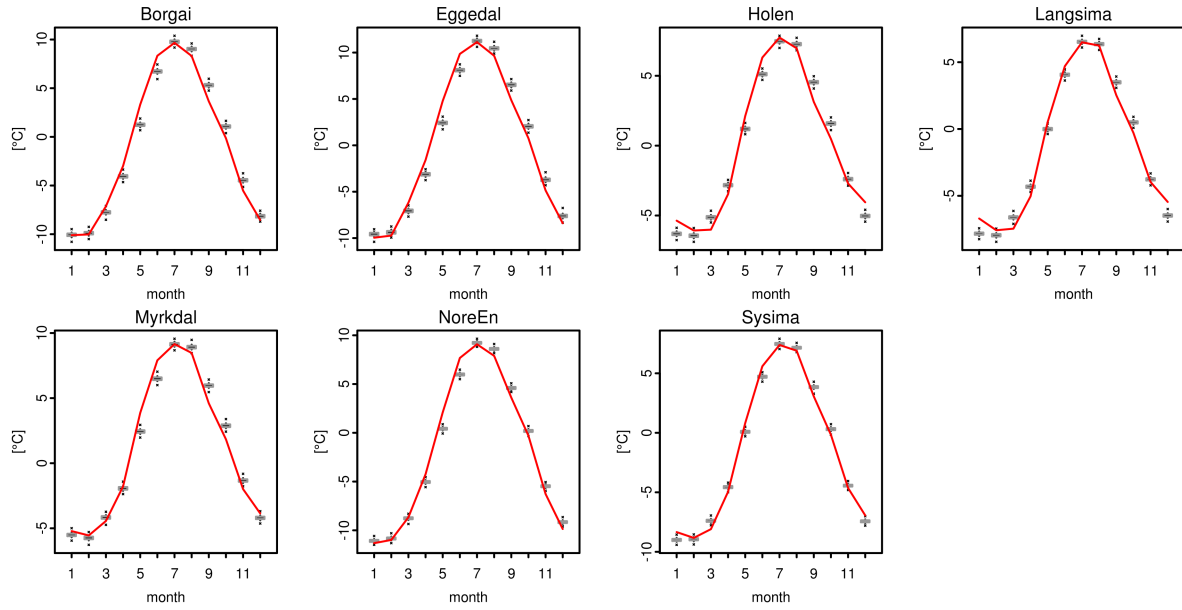 Borgai
[°C]
10
5
0
-5
-10
1 3 5 7 9 11
month
Eggedal
[°C]
10
5
0
-5
-10
1 3 5 7 9 11
month
Holen
[°C]
5
0
-5
1 3 5 7 9 11
month
Langsima
[°C]
5
0
-5
1 3 5 7 9 11
month
Myrkdal
[°C]
10
5
0
-5
1 3 5 7 9 11
month
NoreEn
[°C]
10
5
0
-5
-10
1 3 5 7 9 11
month
Sysima
[°C]
5
0
-5
-10
1 3 5 7 9 11
month